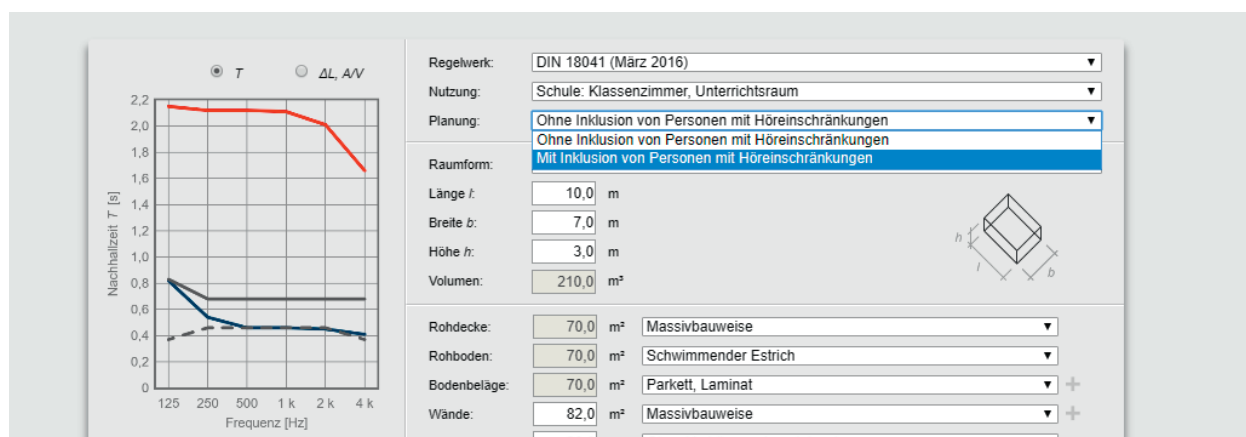 T
ΔL, A/V
2,2
2,0
1,8
1,6
1,4
1,2
1,0
0,8
0,6
0,4
0,2
0
Nachhallzeit T [s]
125 250 500 1 k 2 k 4 k
Frequenz [Hz]
Regelwerk: DIN 18041 (März 2016)
Nutzung: Schule: Klassenzimmer, Unterrichtsraum
Planung: Ohne Inklusion von Personen mit Höreinschränkungen
Ohne Inklusion von Personen mit Höreinschränkungen
Mit Inklusion von Personen mit Höreinschränkungen
Raumform:
Länge l: 10,0 m
Breite b: 7,0 m
Höhe h: 3,0 m
Volumen: 210,0 m³
h
l
b
Rohdecke: 70,0 m² Massivbauweise
Rohboden: 70,0 m² Schwimmender Estrich
Bodenbeläge: 70,0 m² Parkett, Laminat
Wände: 82,0 m² Massivbauweise